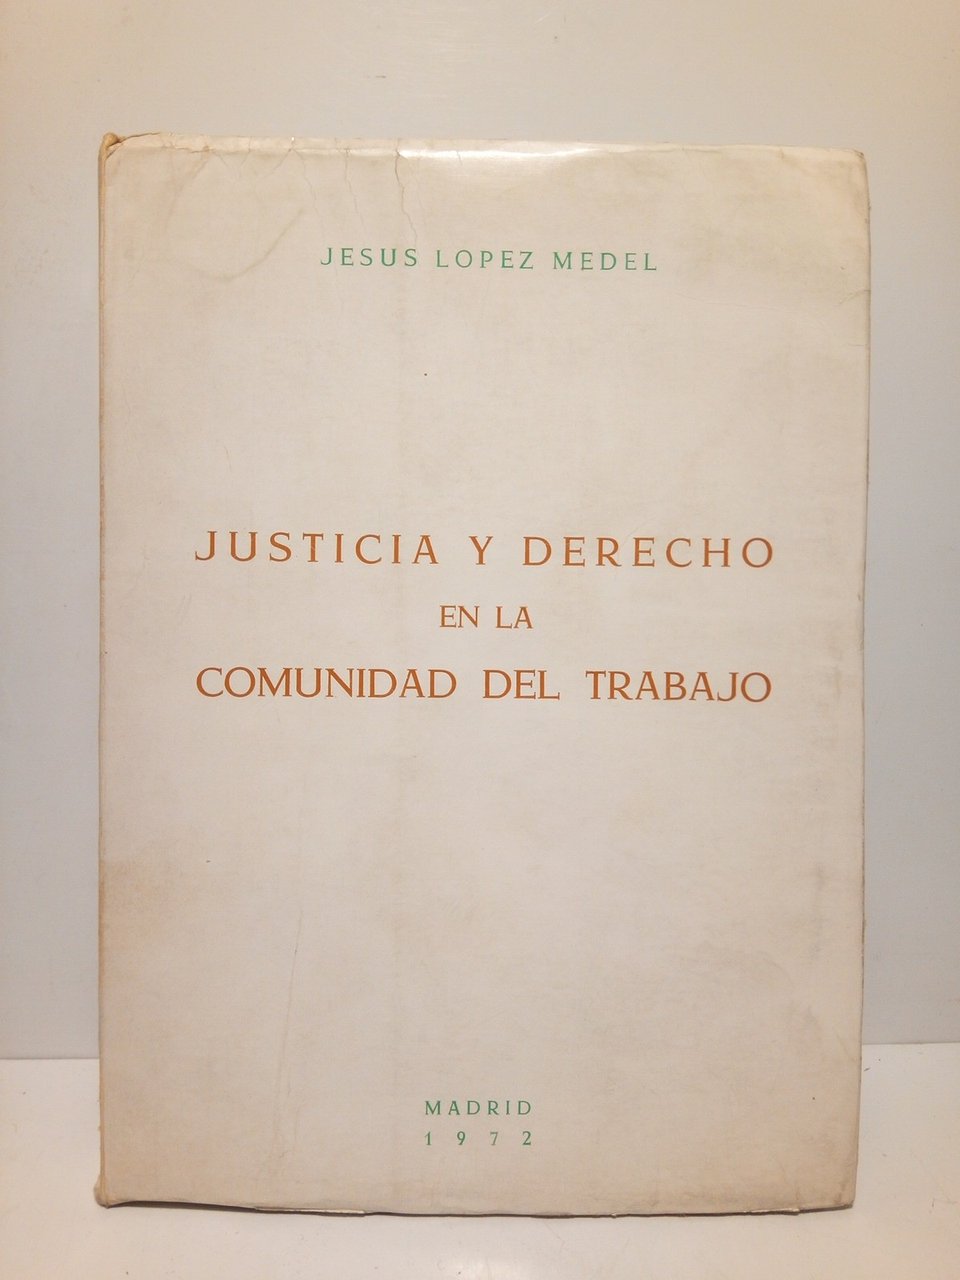 JESUS LOPEZ MEDEL
JUSTICIA Y DERECHO
EN LA
COMUNIDAD DEL TRABAJO
MADRID
1972